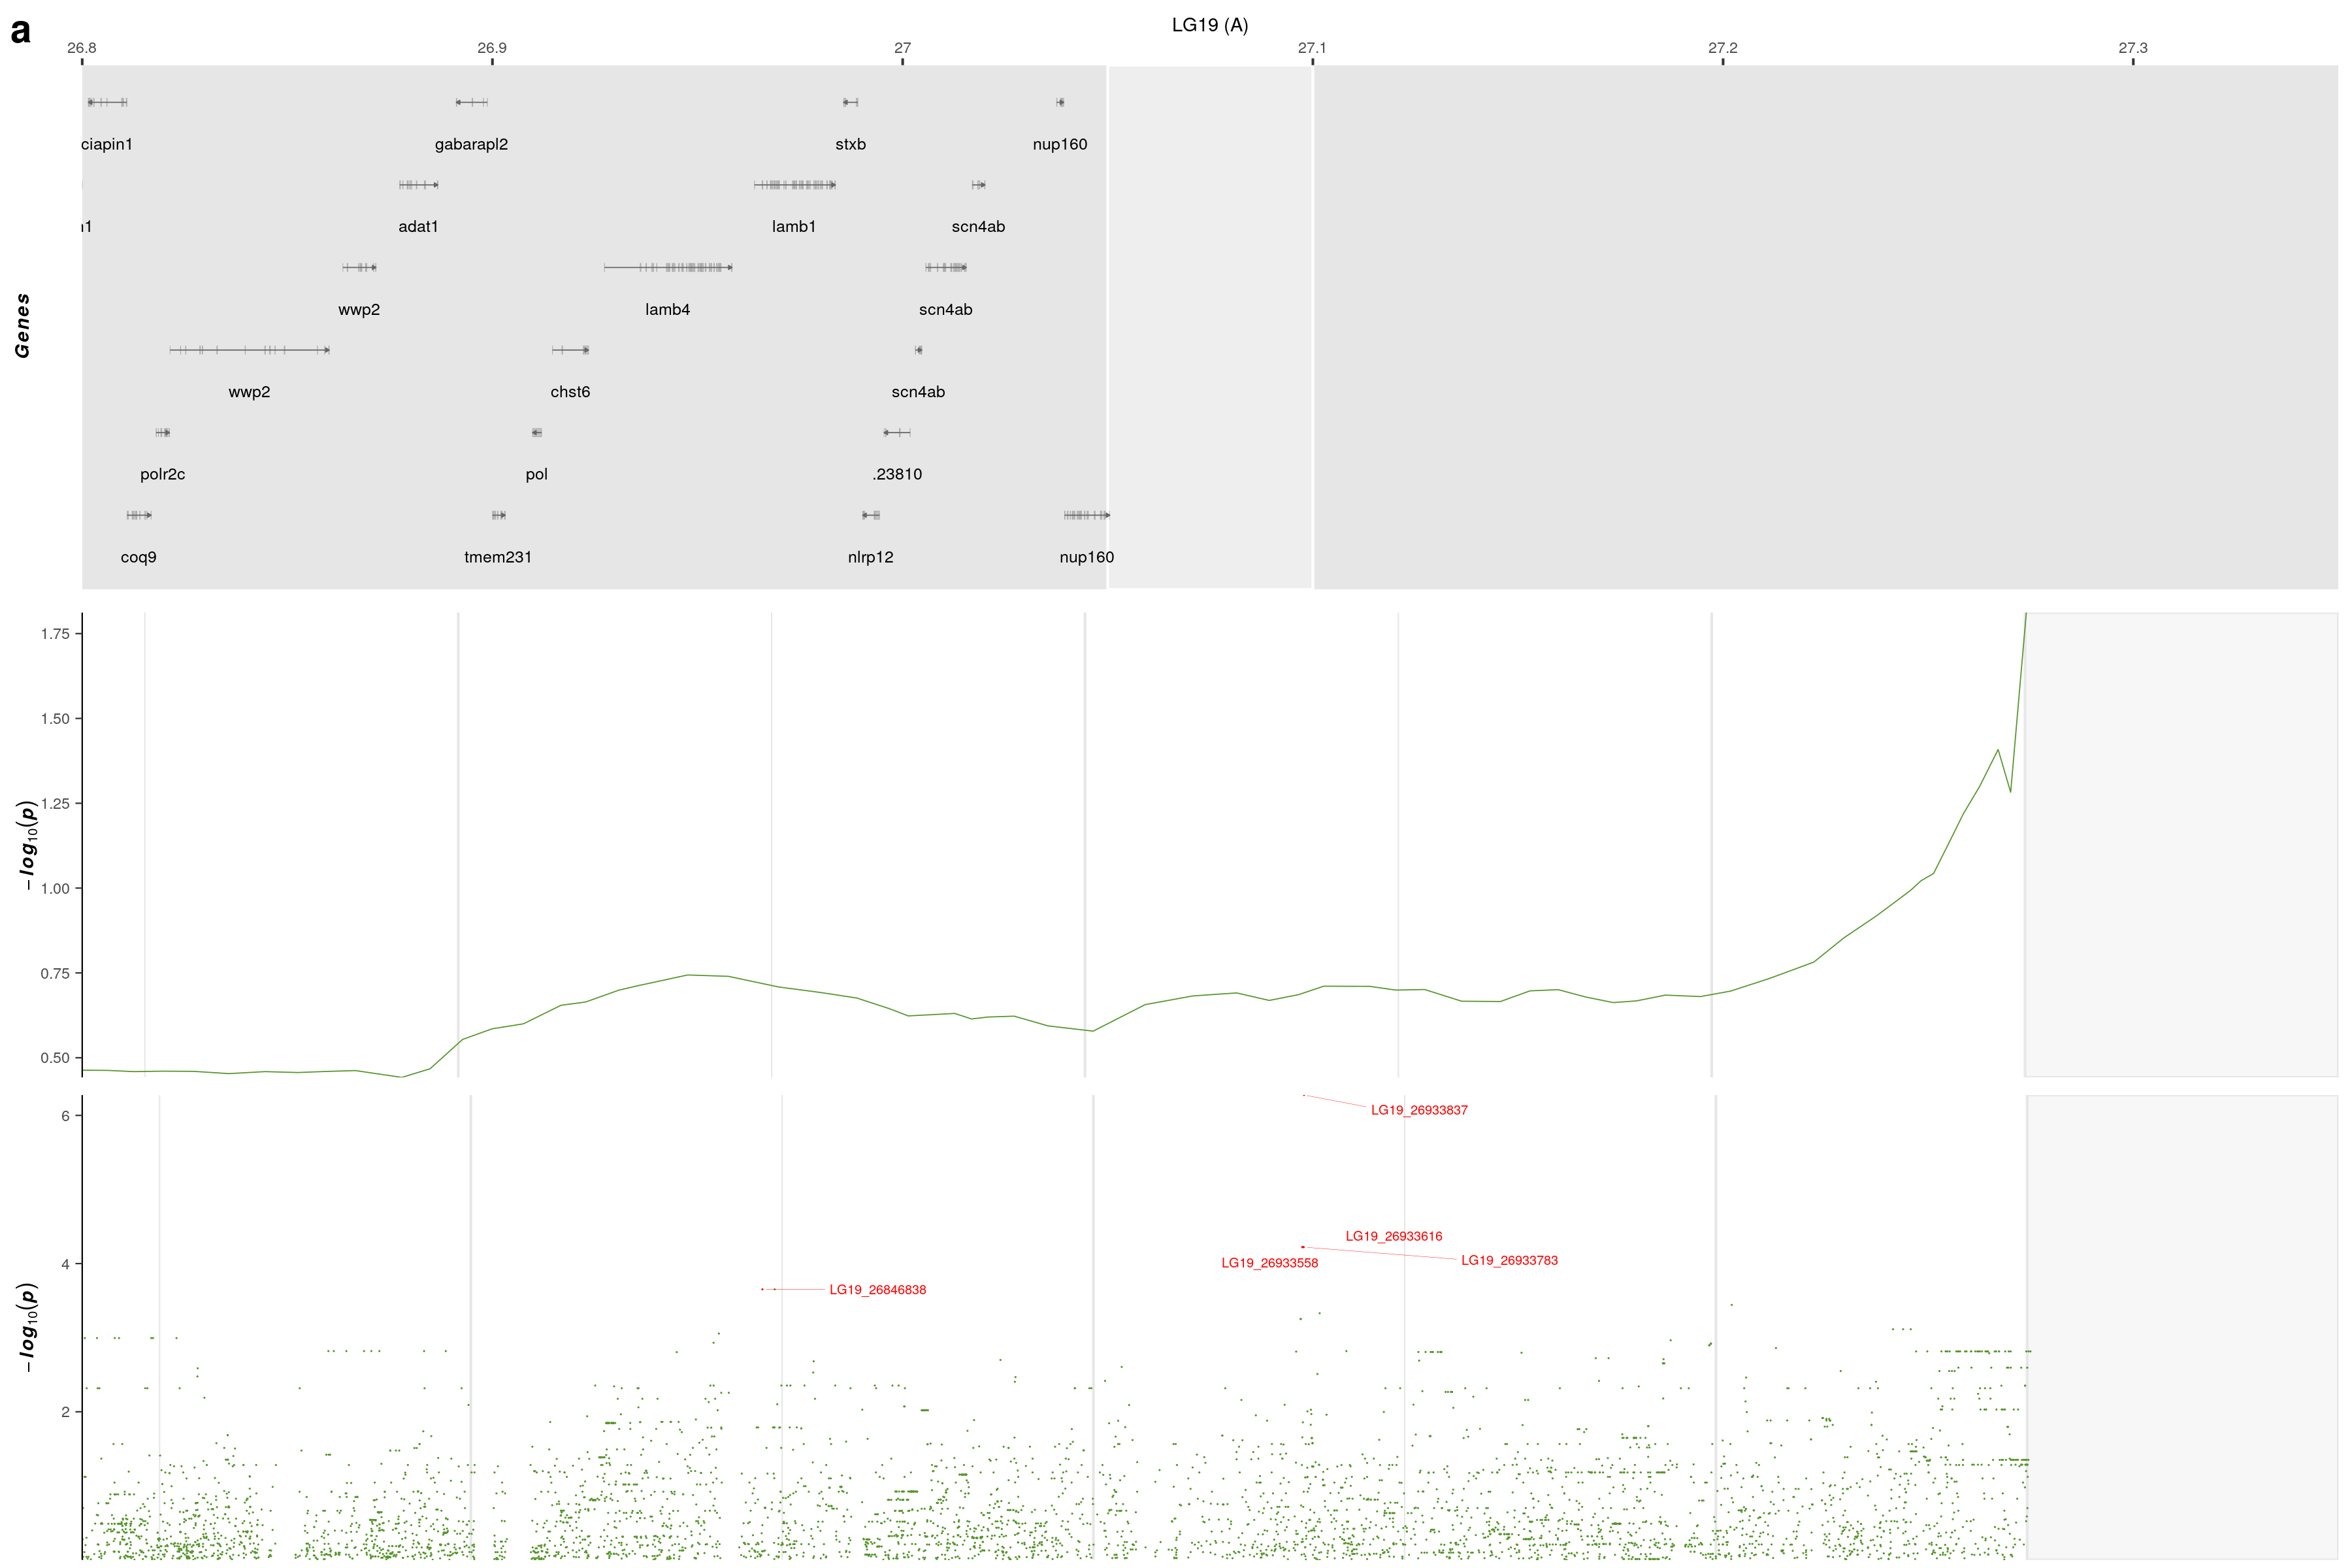 a
LG19 (A)
26.8 26.9 27 27.1 27.2 27.3
ciapin1 gabarapl2 stxb nup160
adat1 lamb1 scn4ab
wwp2 lamb4 scn4ab
Genes
wwp2 chst6 scn4ab
polr2c pol .23810
coq9 tmem231 nlrp12 nup160
1.75
1.50
1.25
1.00
0.75
0.50
−log10(p)
6
4
2
−log10(p)
LG19_26933837
LG19_26933616
LG19_26933558 LG19_26933783
LG19_26846838